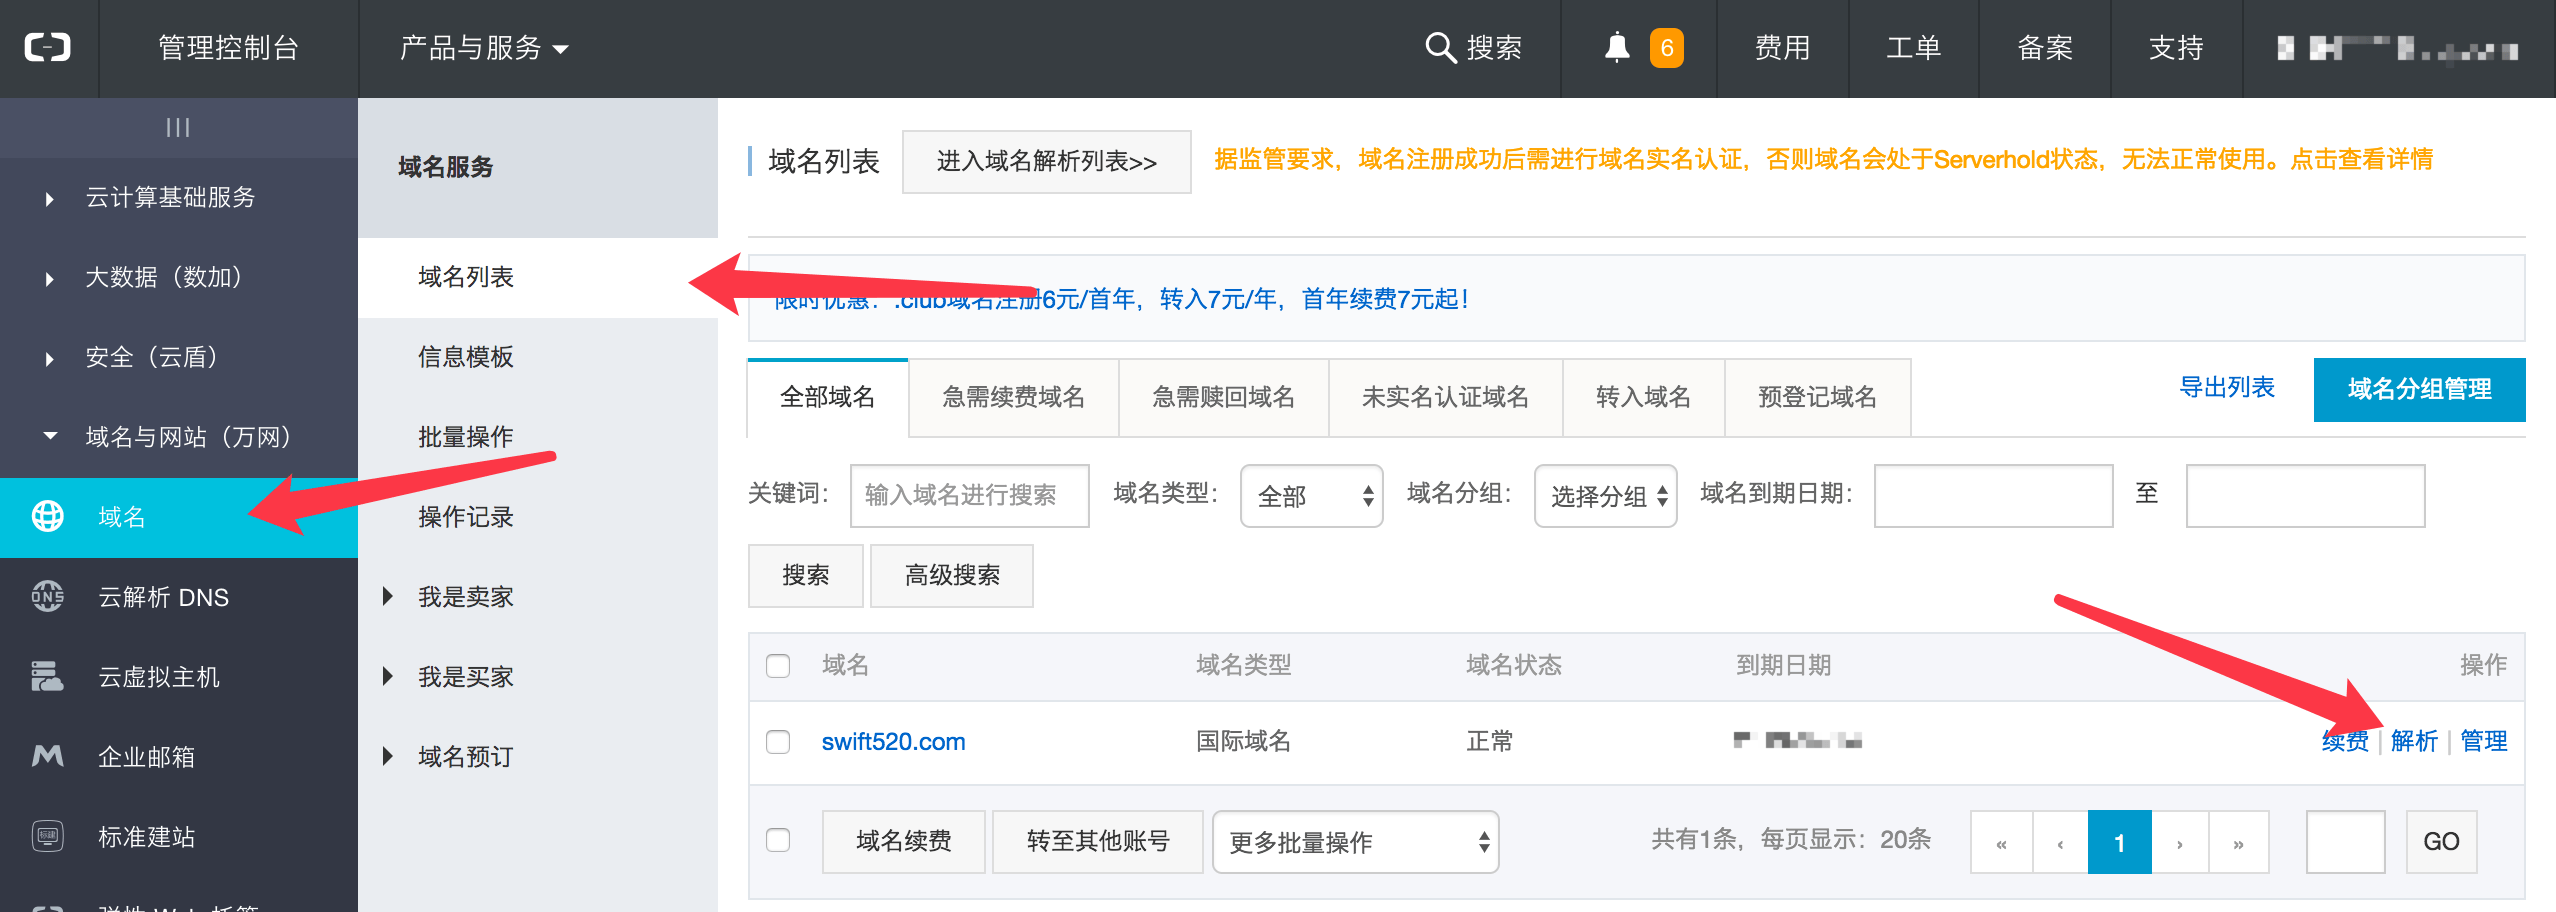 管理控制台
产品与服务
搜索
6
费用
工单
备案
支持
云计算基础服务
大数据（数加）
安全（云盾）
域名与网站（万网）
域名
云解析 DNS
云虚拟主机
企业邮箱
标准建站
域名服务
域名列表
信息模板
批量操作
操作记录
我是卖家
我是买家
域名预订
域名列表
进入域名解析列表>>
据监管要求，域名注册成功后需进行域名实名认证，否则域名会处于Serverhold状态，无法正常使用。点击查看详情
限时优惠：.club域名注册6元/首年，转入7元/年，首年续费7元起！
全部域名
急需续费域名
急需赎回域名
未实名认证域名
转入域名
预登记域名
导出列表
域名分组管理
关键词：
输入域名进行搜索
域名类型：
全部
域名分组：
选择分组
域名到期日期：
至
搜索
高级搜索
域名
域名类型
域名状态
到期日期
操作
swift520.com
国际域名
正常
续费 | 解析 | 管理
域名续费
转至其他账号
更多批量操作
共有1条，每页显示：20条
«
‹
1
›
»
GO